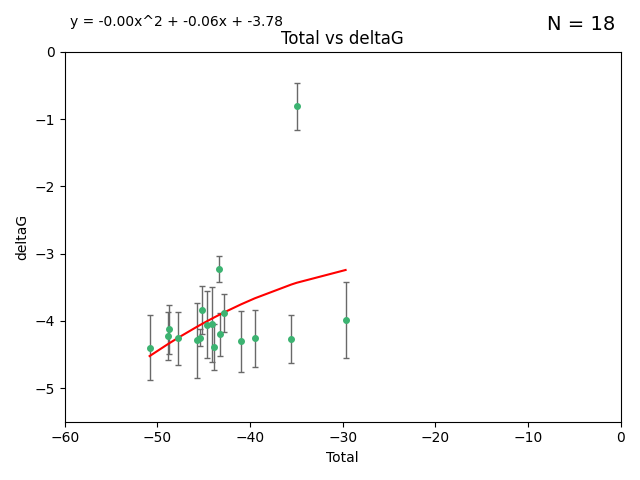 y = -0.00x^2 + -0.06x + -3.78
N = 18
Total vs deltaG
0
−1
−2
−3
−4
−5
deltaG
−60
−50
−40
−30
−20
−10
0
Total